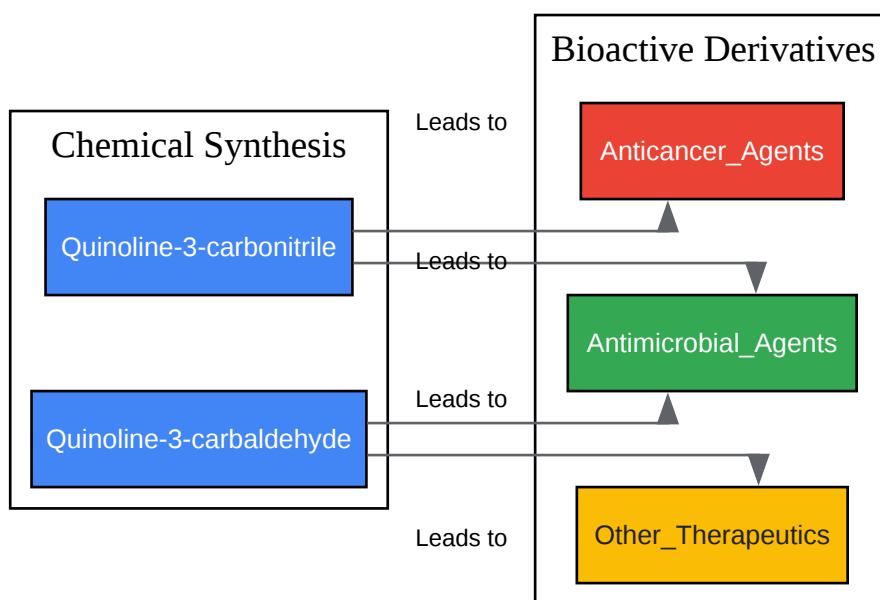 Bioactive Derivatives
Chemical Synthesis
Leads to
Anticancer_Agents
Quinoline-3-carbonitrile
Leads to
Antimicrobial_Agents
Leads to
Quinoline-3-carbaldehyde
Leads to
Other_Therapeutics